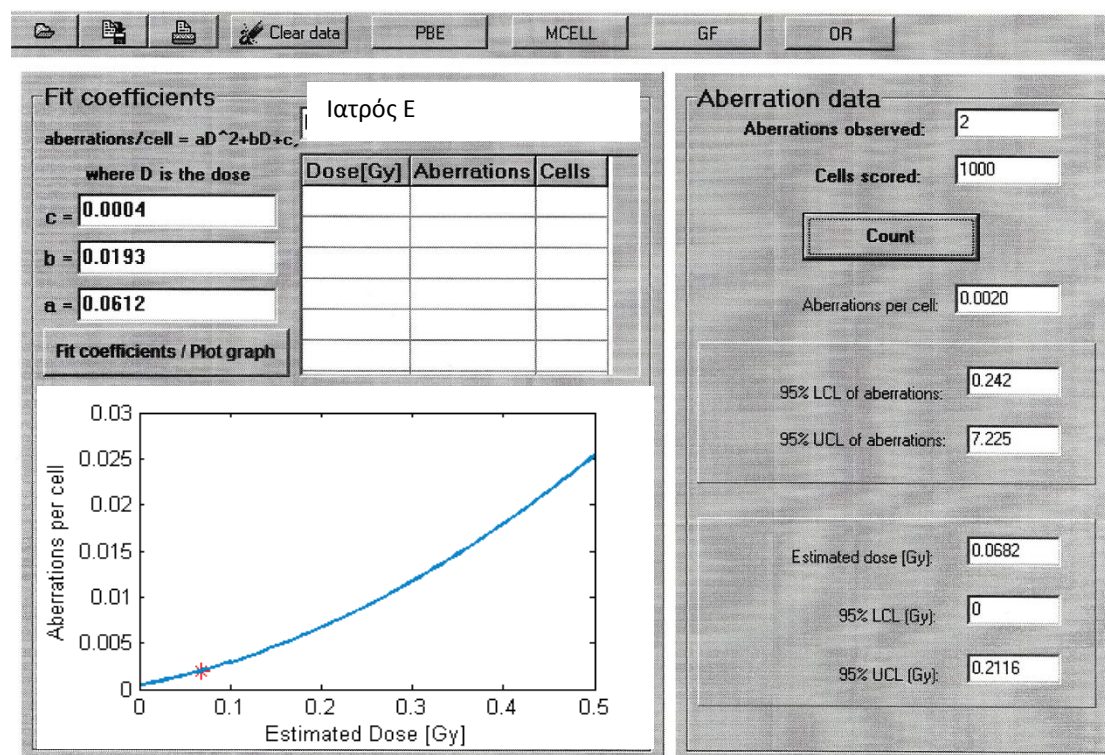 Clear data PBE MCELL GF OR
Fit coefficients
Ιατρός Ε
aberrations/cell = aD^2+bD+c,
where D is the dose
c = 0.0004
b = 0.0193
a = 0.0612
Fit coefficients / Plot graph
Dose[Gy] Aberrations Cells
Aberrations per cell
0.03
0.025
0.02
0.015
0.01
0.005
0
0 0.1 0.2 0.3 0.4 0.5
Estimated Dose [Gy]
Aberration data
Aberrations observed: 2
Cells scored: 1000
Count
Aberrations per cell: 0.0020
95% LCL of aberrations: 0.242
95% UCL of aberrations: 7.225
Estimated dose [Gy]: 0.0682
95% LCL (Gy): 0
95% UCL (Gy): 0.2116